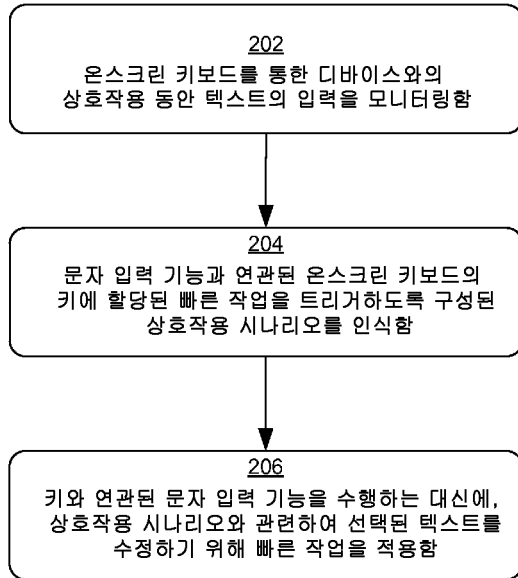 202
온스크린 키보드를 통한 디바이스와의
상호작용 동안 텍스트의 입력을 모니터링함
204
문자 입력 기능과 연관된 온스크린 키보드의
키에 할당된 빠른 작업을 트리거하도록 구성된
상호작용 시나리오를 인식함
206
키와 연관된 문자 입력 기능을 수행하는 대신에,
상호작용 시나리오와 관련하여 선택된 텍스트를
수정하기 위해 빠른 작업을 적용함